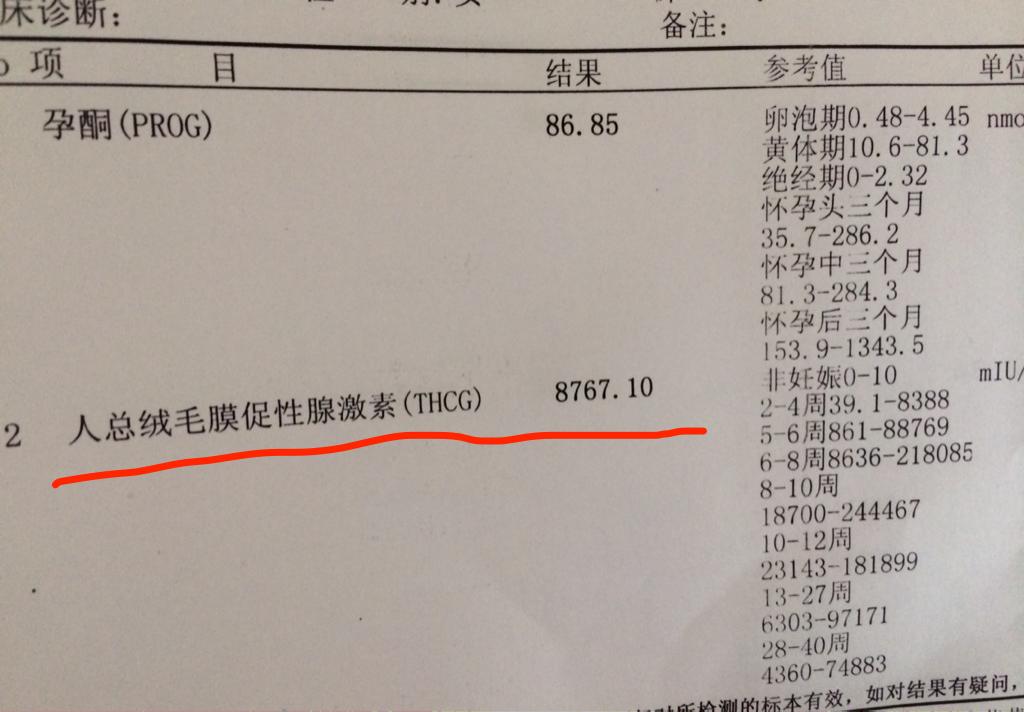 床诊断:
备注:
项 目 结果 参考值 单位
孕酮(PROG) 86.85 卵泡期0.48-4.45 nmo
黄体期10.6-81.3
绝经期0-2.32
怀孕头三个月
35.7-286.2
怀孕中三个月
81.3-284.3
怀孕后三个月
153.9-1343.5
2 人总绒毛膜促性腺激素(THCG) 8767.10 非妊娠0-10 mIU/
2-4周39.1-8388
5-6周861-88769
6-8周8636-218085
8-10周
18700-244467
10-12周
23143-181899
13-27周
6303-97171
28-40周
4360-74883
所检测的标本有效，如对结果有疑问，